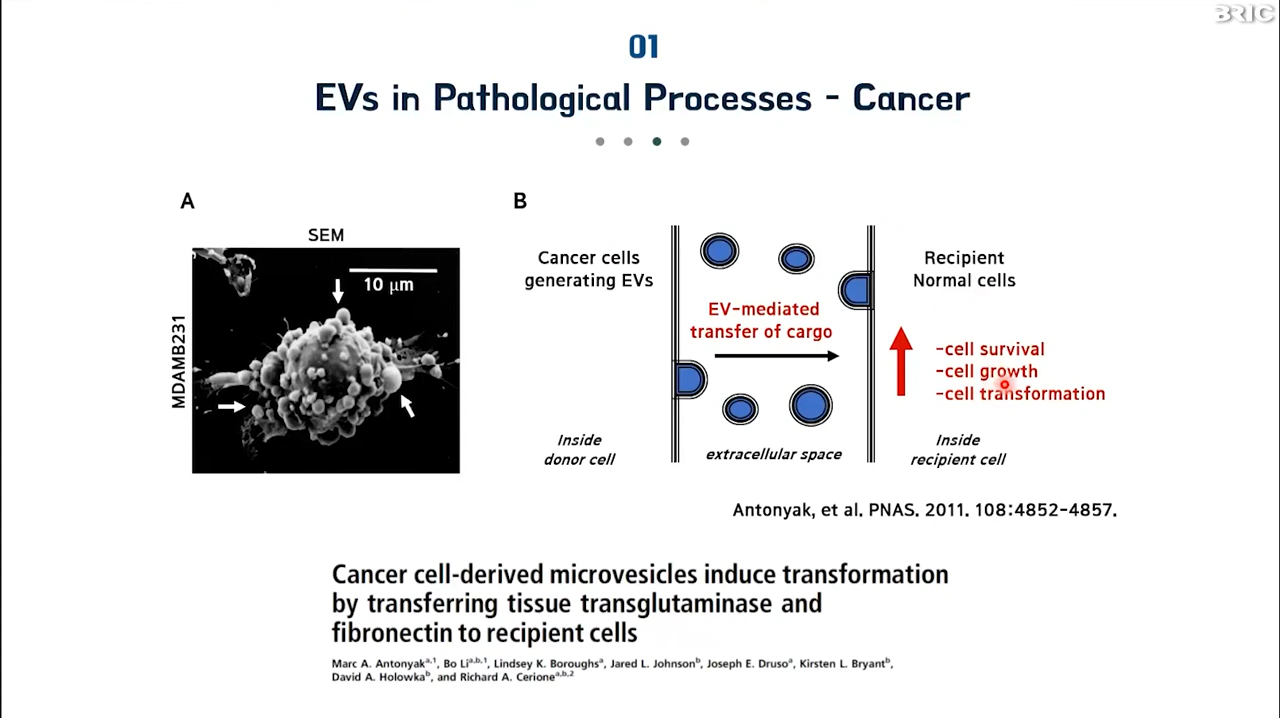 BRIC
01
EVs in Pathological Processes - Cancer
A
SEM
10 μm
MDAMB231
B
Cancer cells
generating EVs
EV-mediated
transfer of cargo
Recipient
Normal cells
-cell survival
-cell growth
-cell transformation
Inside
donor cell
extracellular space
Inside
recipient cell
Antonyak, et al. PNAS. 2011. 108:4852-4857.
Cancer cell-derived microvesicles induce transformation
by transferring tissue transglutaminase and
fibronectin to recipient cells
Marc A. Antonyak^a,1, Bo Li^a,b,1, Lindsey K. Boroughs^a, Jared L. Johnson^b, Joseph E. Druso^a, Kirsten L. Bryant^b,
David A. Holowka^b, and Richard A. Cerione^a,b,2